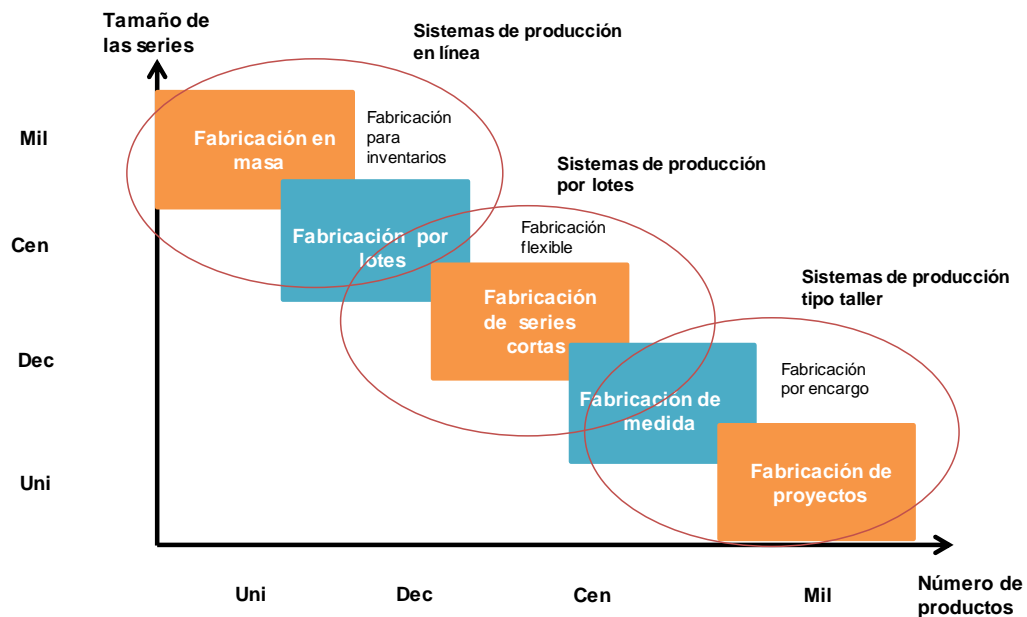 Tamaño de
las series
Sistemas de producción
en línea
Mil
Fabricación en
masa
Fabricación
para
inventarios
Sistemas de producción
por lotes
Cen
Fabricación por
lotes
Fabricación
flexible
Sistemas de producción
tipo taller
Fabricación
de series
cortas
Dec
Fabricación
por encargo
Fabricación de
medida
Uni
Fabricación de
proyectos
Uni
Dec
Cen
Mil
Número de
productos